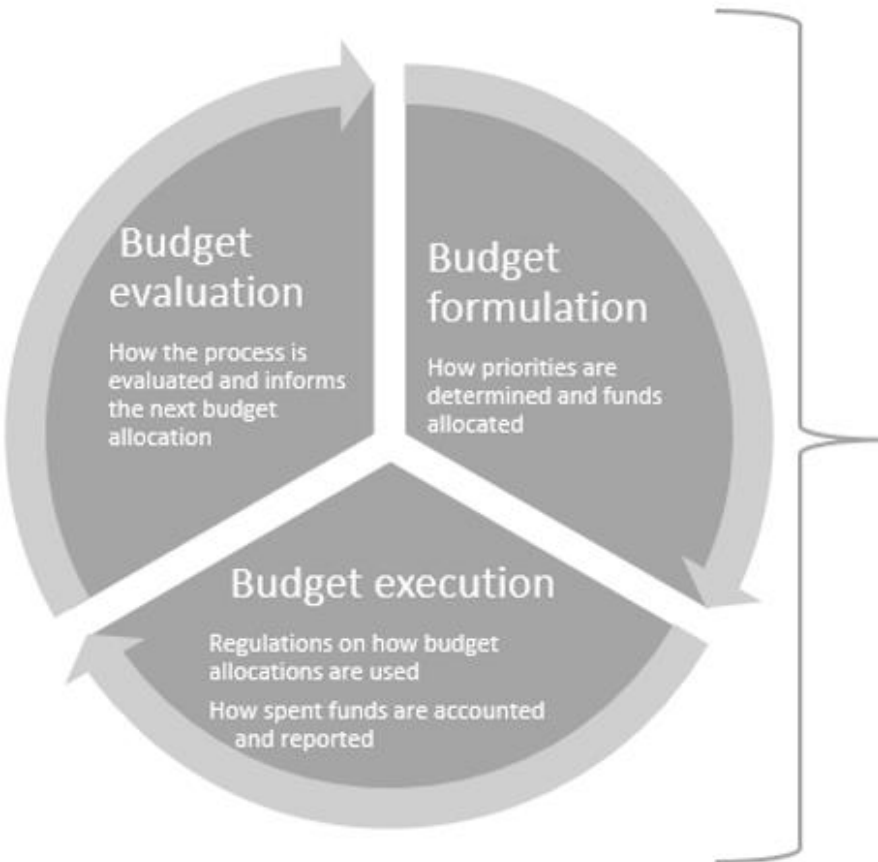 Budget
evaluation
How the process is
evaluated and informs
the next budget
allocation
Budget
formulation
How priorities are
determined and funds
allocated
Budget execution
Regulations on how budget
allocations are used
How spent funds are accounted
and reported